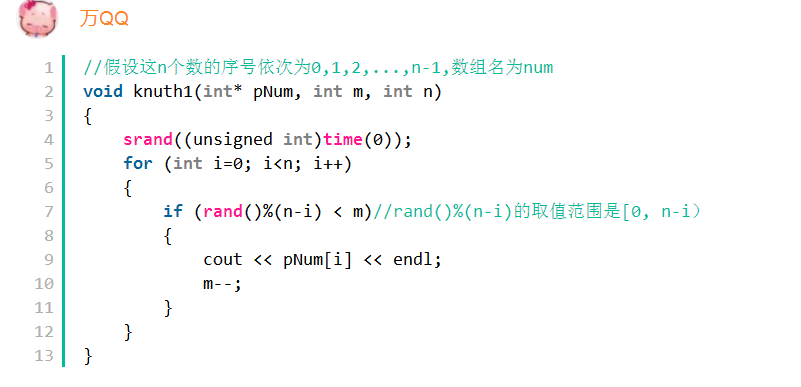 万QQ
1 //假设这n个数的序号依次为0,1,2,...,n-1,数组名为num
2 void knuth1(int* pNum, int m, int n)
3 {
4     srand((unsigned int)time(0));
5     for (int i=0; i<n; i++)
6     {
7         if (rand()%(n-i) < m)//rand()%(n-i)的取值范围是[0, n-i）
8         {
9             cout << pNum[i] << endl;
10             m--;
11         }
12     }
13 }